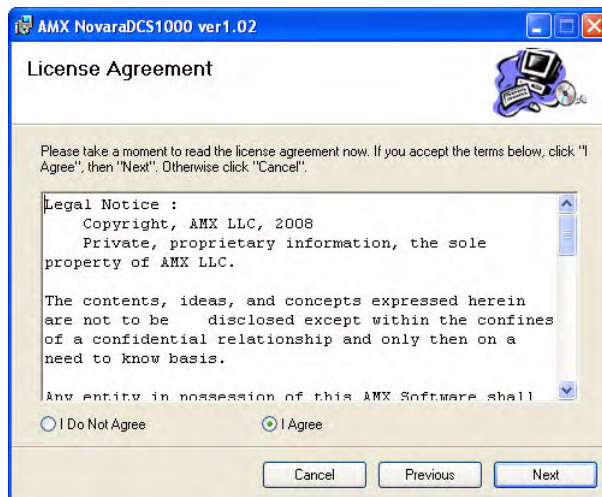 AMX NovaraDCS1000 ver1.02
License Agreement
Please take a moment to read the license agreement now. If you accept the terms below, click "I
Agree", then "Next". Otherwise click "Cancel".
Legal Notice :
Copyright, AMX LLC, 2008
Private, proprietary information, the sole
property of AMX LLC.
The contents, ideas, and concepts expressed herein
are not to be    disclosed except within the confines
of a confidential relationship and only then on a
need to know basis.
Any entity in possession of this AMX Software shall
I Do Not Agree
I Agree
Cancel
Previous
Next